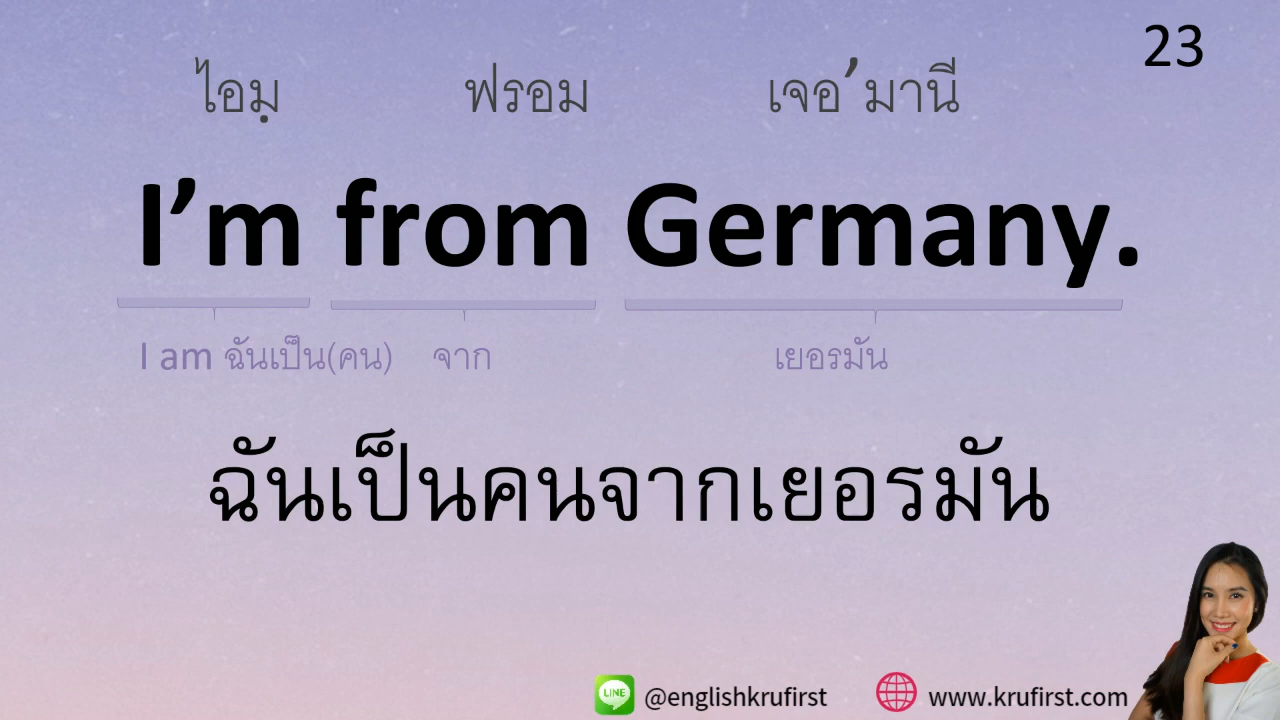 23
ไอมฺ ฟรอม เจอ’มานี
I’m from Germany.
I am ฉันเป็น(คน) จาก เยอรมัน
ฉันเป็นคนจากเยอรมัน
LINE @englishkrufirst www.krufirst.com